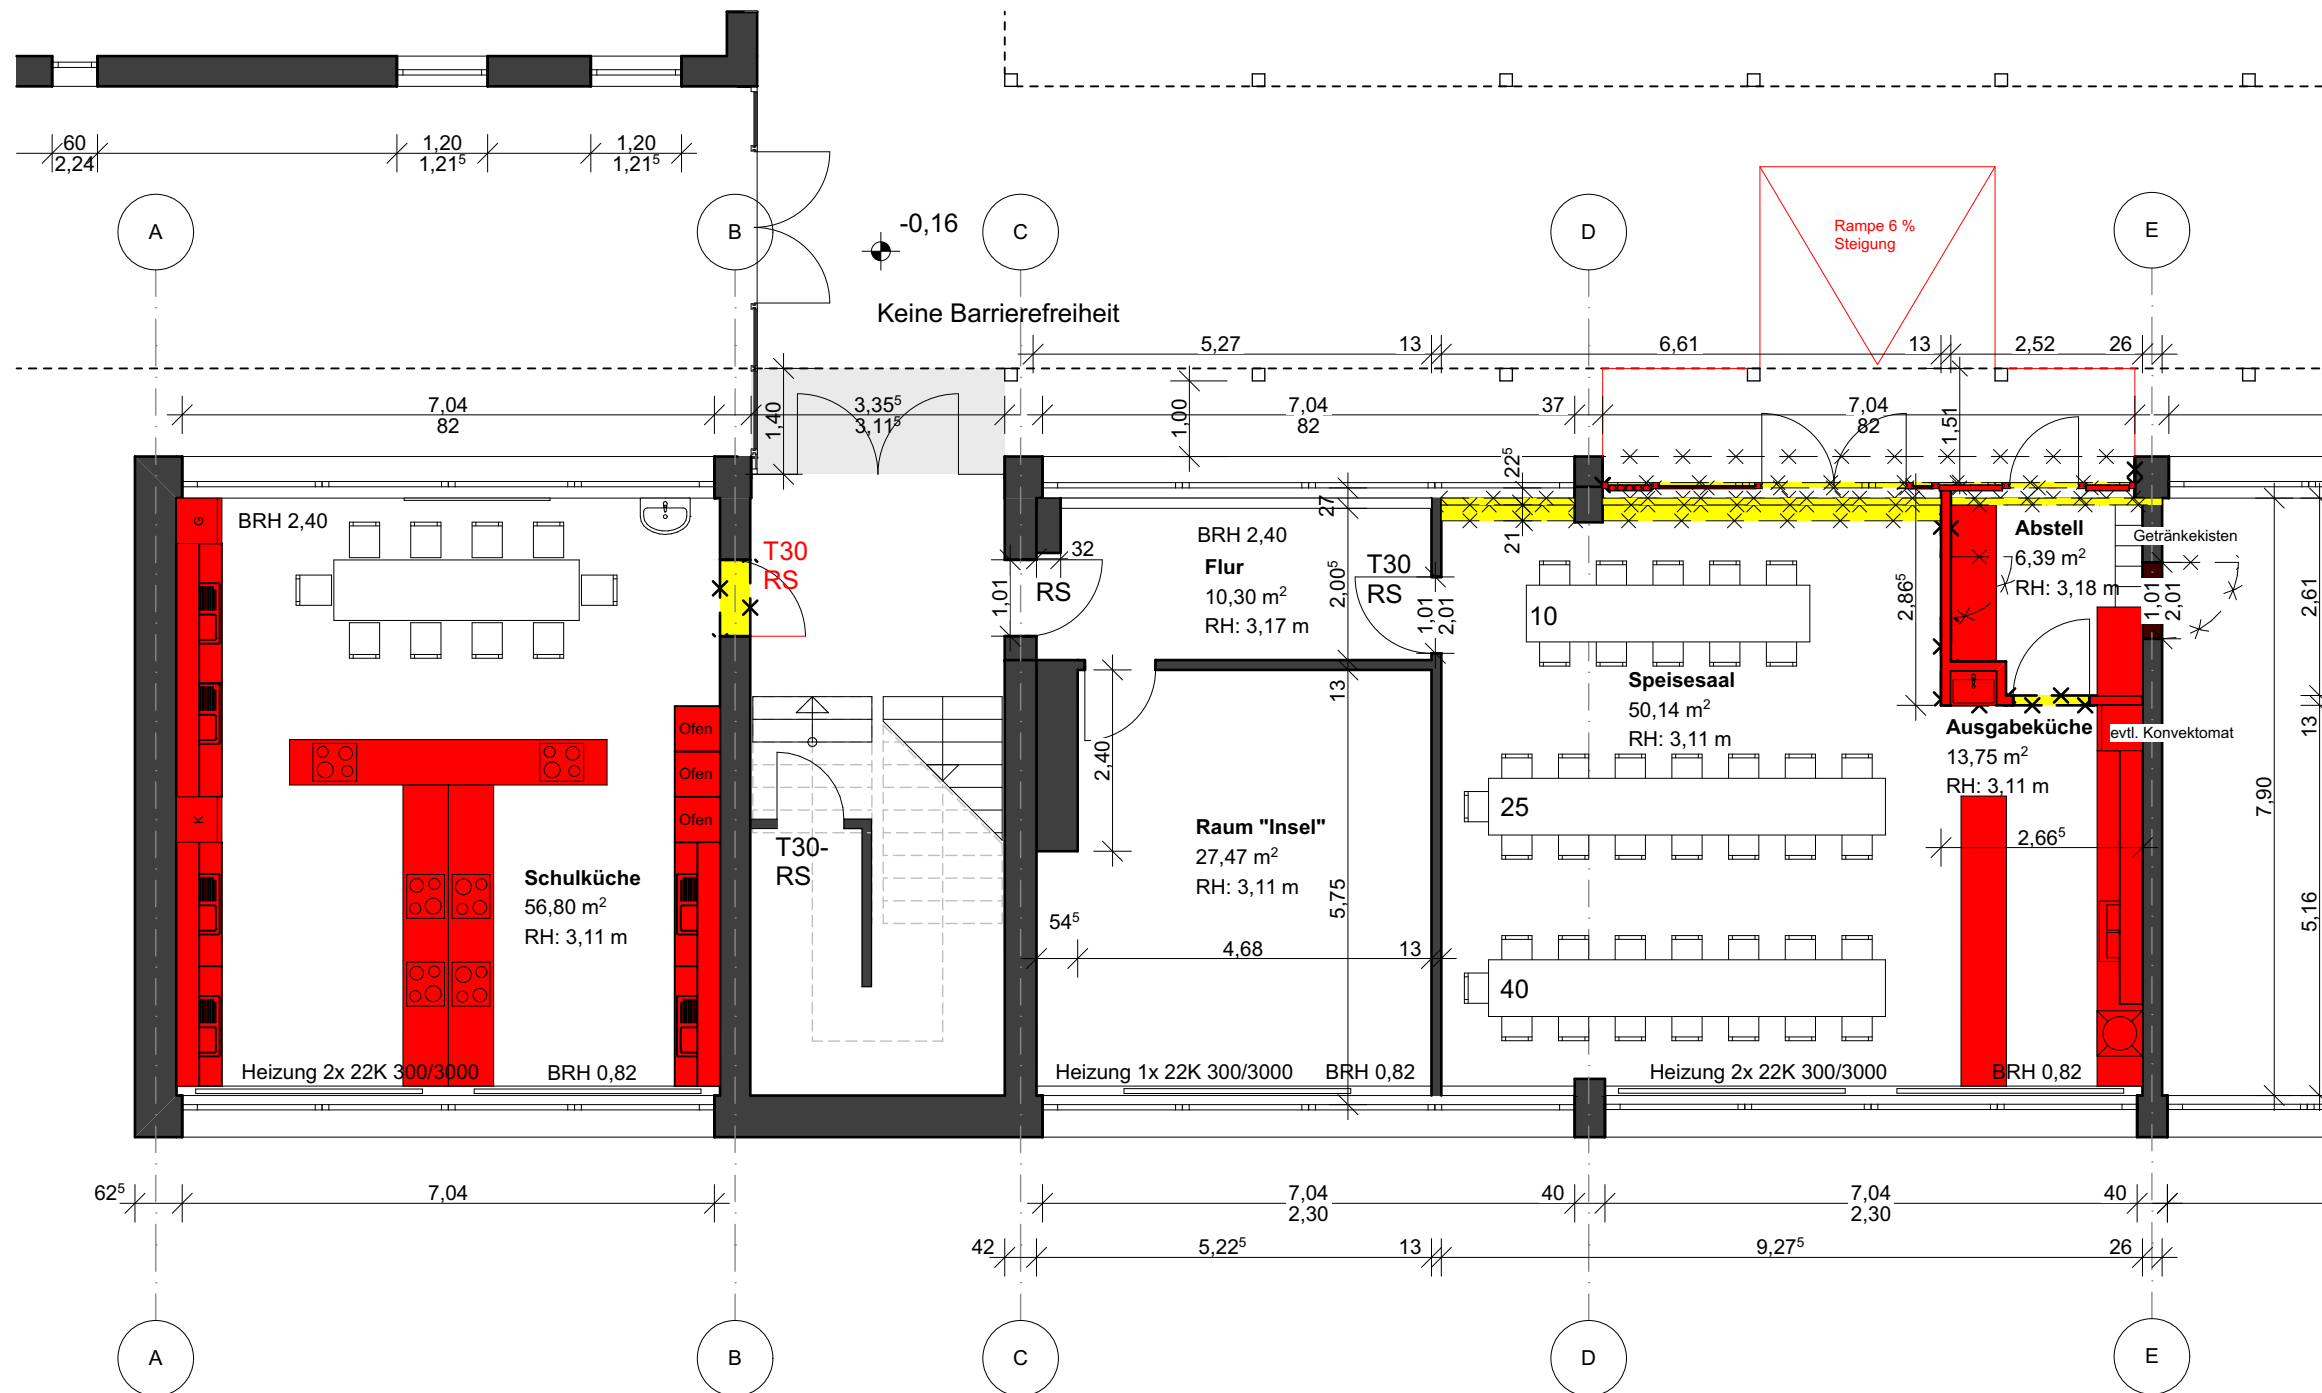 60
2,24
1,20
1,21⁵
1,20
1,21⁵
A
B
C
D
E
-0,16
Keine Barrierefreiheit
Rampe 6 %
Steigung
5,27
13
6,61
13
2,52
26
7,04
82
1,40
3,35⁵
3,11⁵
1,00
7,04
82
37
7,04
82
1,51
G
BRH 2,40
T30
RS
1,01
32
RS
27
22⁵
21
BRH 2,40
Flur
10,30 m²
RH: 3,17 m
2,00⁵
T30
RS
1,01
2,01
10
2,86⁵
Abstell
6,39 m²
RH: 3,18 m
Getränkekisten
1,01
2,01
2,61
13
Speisesaal
50,14 m²
RH: 3,11 m
Ausgabeküche
13,75 m²
RH: 3,11 m
evtl. Konvektomat
13
Ofen
Ofen
Ofen
K
2,40
T30-
RS
25
7,90
2,66⁵
Raum "Insel"
27,47 m²
RH: 3,11 m
Schulküche
56,80 m²
RH: 3,11 m
5,75
5,16
54⁵
4,68
13
40
Heizung 2x 22K 300/3000
BRH 0,82
Heizung 1x 22K 300/3000
BRH 0,82
Heizung 2x 22K 300/3000
BRH 0,82
62⁵
7,04
7,04
2,30
40
7,04
2,30
40
42
5,22⁵
13
9,27⁵
26
A
B
C
D
E